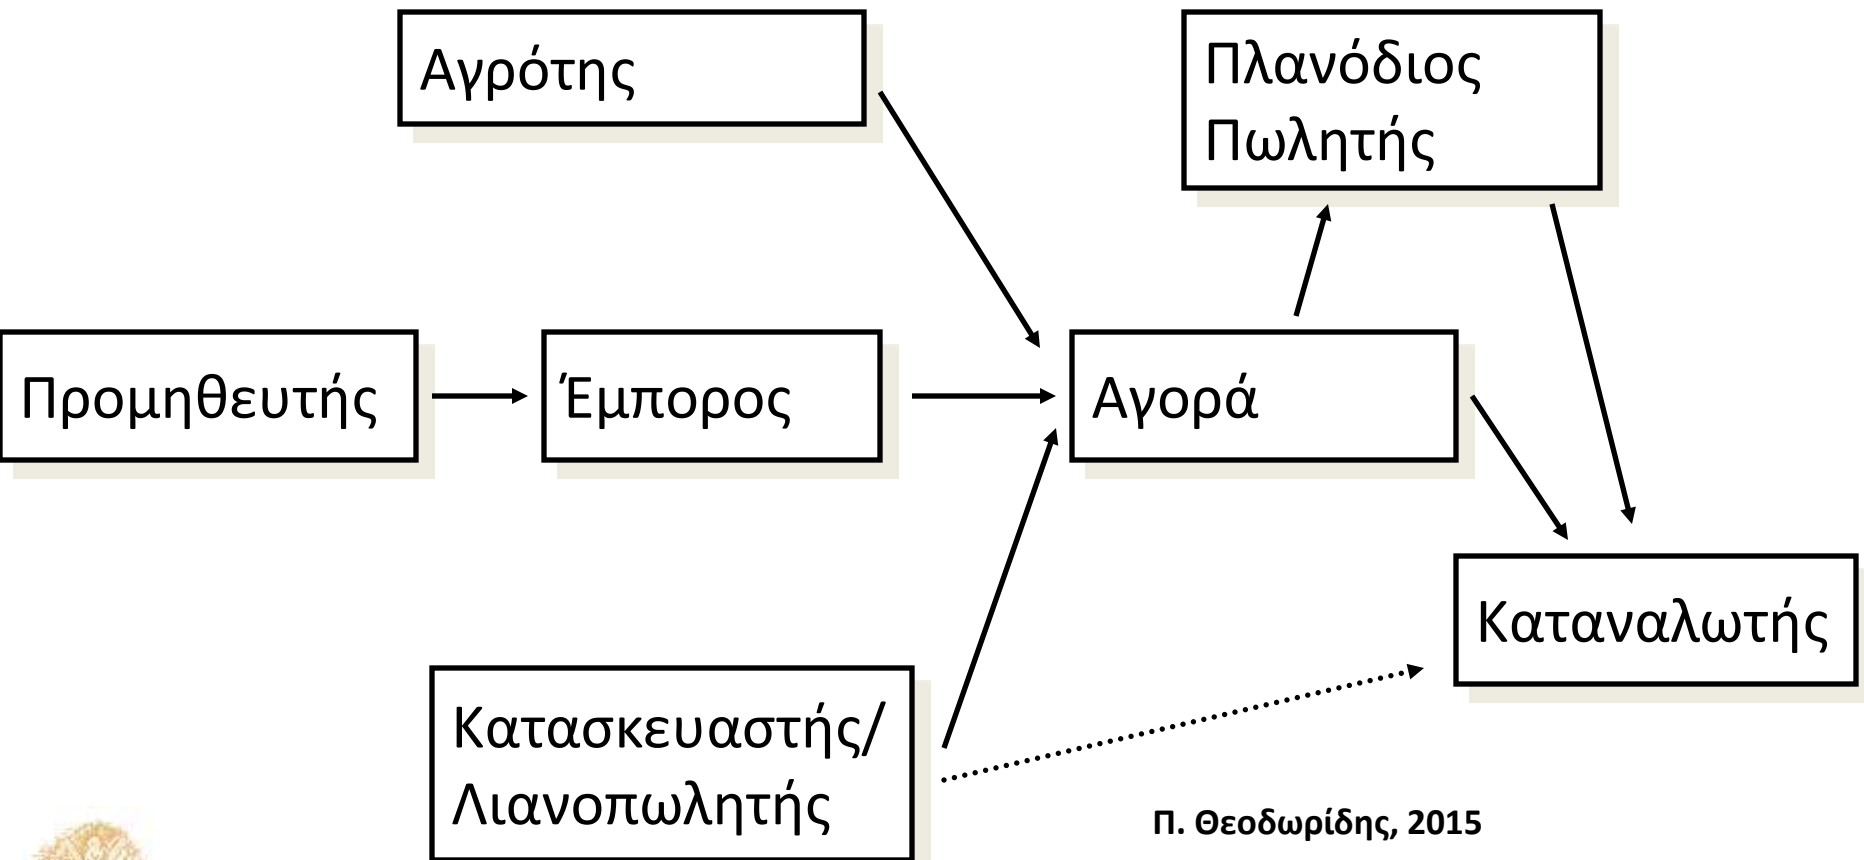 Αγρότης
Πλανόδιος
Πωλητής
Προμηθευτής
Έμπορος
Αγορά
Καταναλωτής
Κατασκευαστής/
Λιανοπωλητής
Π. Θεοδωρίδης, 2015